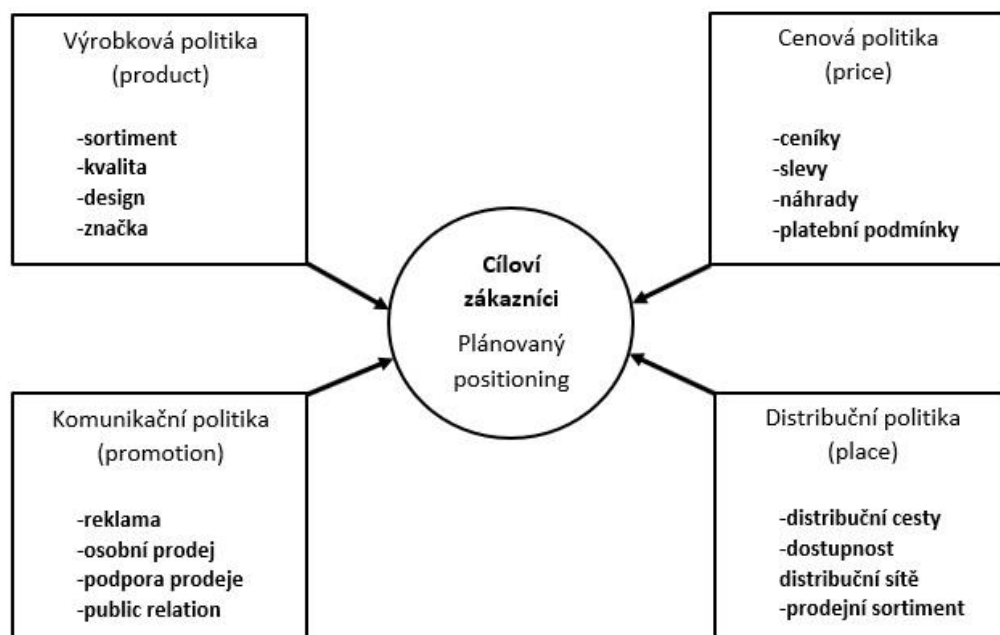 Výrobková politika
(product)
-sortiment
-kvalita
-design
-značka
Cenová politika
(price)
-ceníky
-slevy
-náhrady
-platební podmínky
Cíloví
zákazníci
Plánovaný
positioning
Komunikační politika
(promotion)
-reklama
-osobní prodej
-podpora prodeje
-public relation
Distribuční politika
(place)
-distribuční cesty
-dostupnost
distribuční sítě
-prodejní sortiment